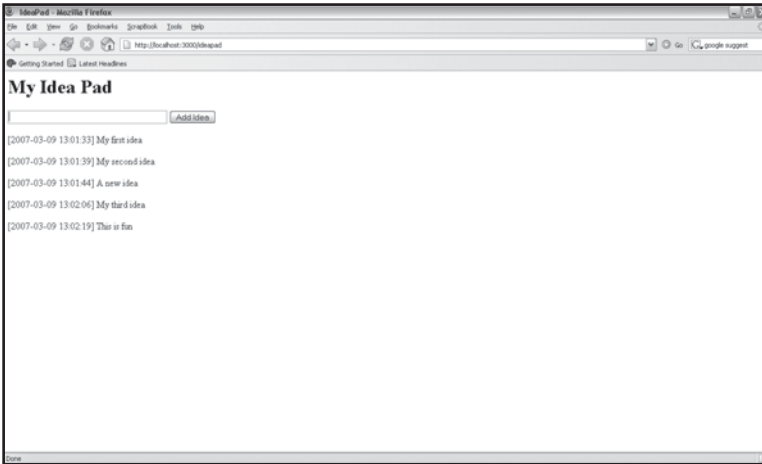 IdeaPad - Mozilla Firefox
File Edit View Go Bookmarks ScrapBook Tools Help
http://localhost:3000/ideapad Go google suggest
Getting Started Latest Headlines
My Idea Pad
Add Idea
[2007-03-09 13:01:33] My first idea
[2007-03-09 13:01:39] My second idea
[2007-03-09 13:01:44] A new idea
[2007-03-09 13:02:06] My third idea
[2007-03-09 13:02:19] This is fun
Done